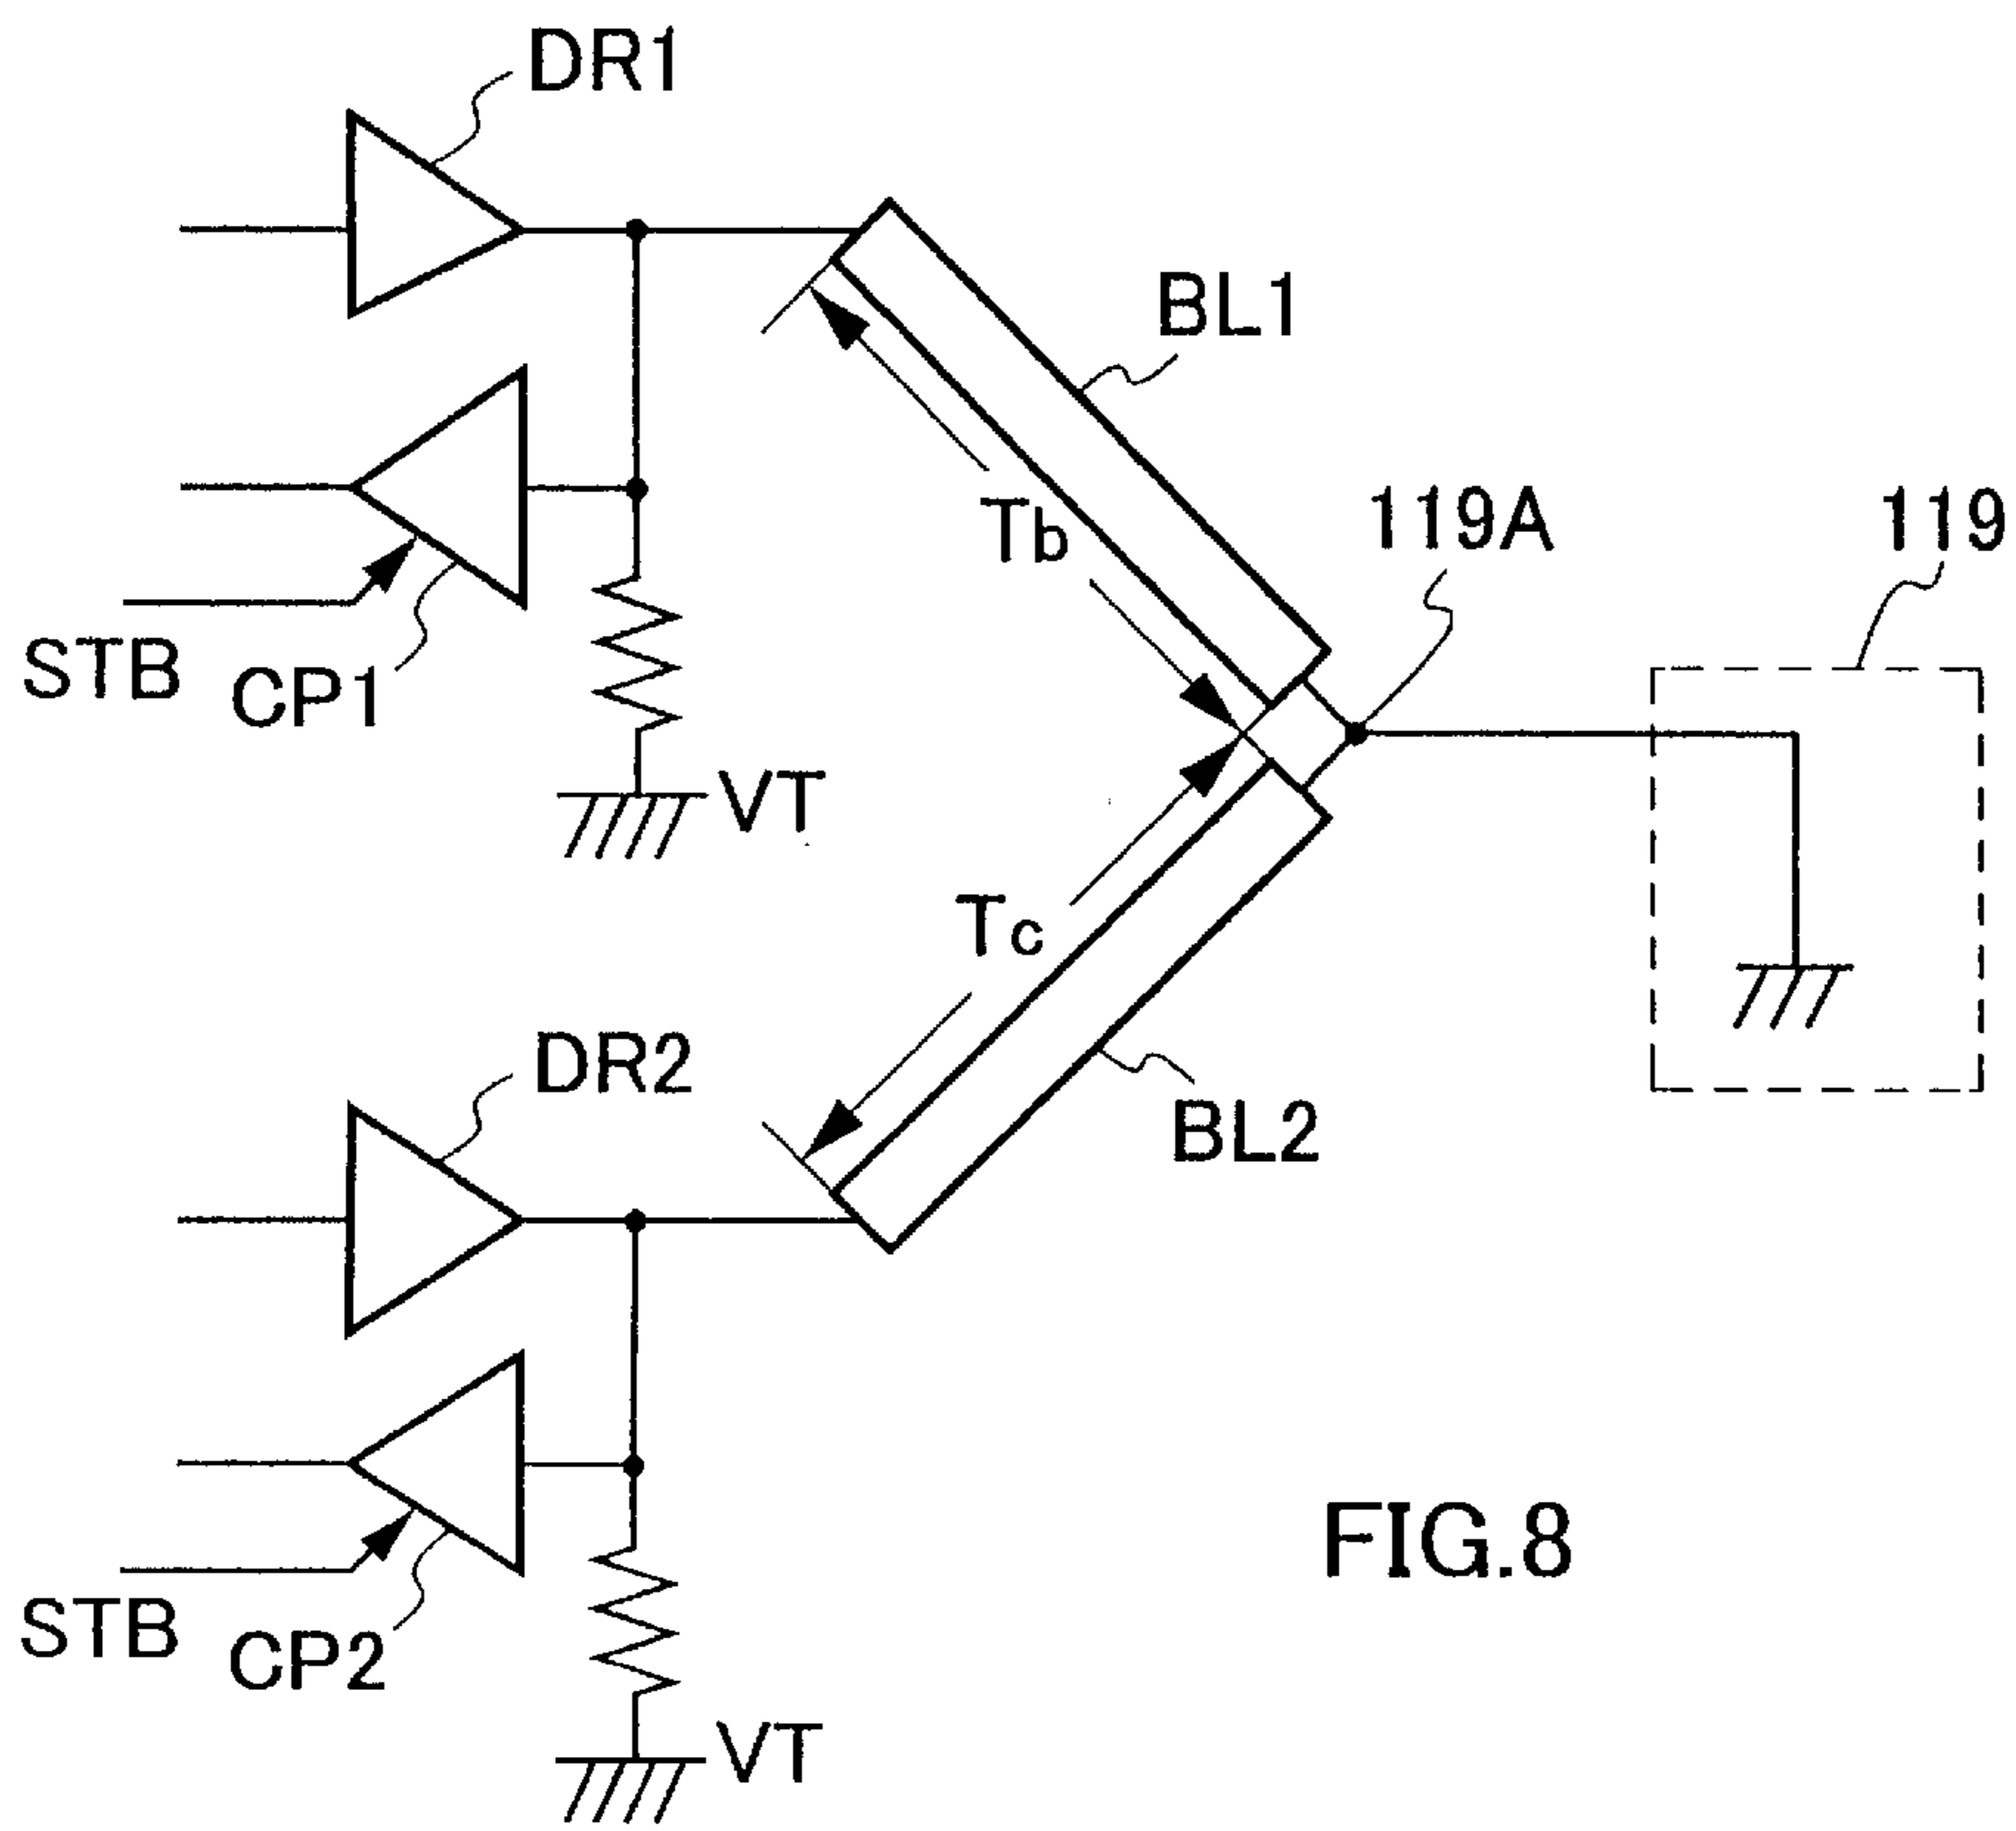 DR1
BL1
Tb
119A
119
STB
CP1
VT
Tc
DR2
BL2
STB
CP2
VT
FIG.8